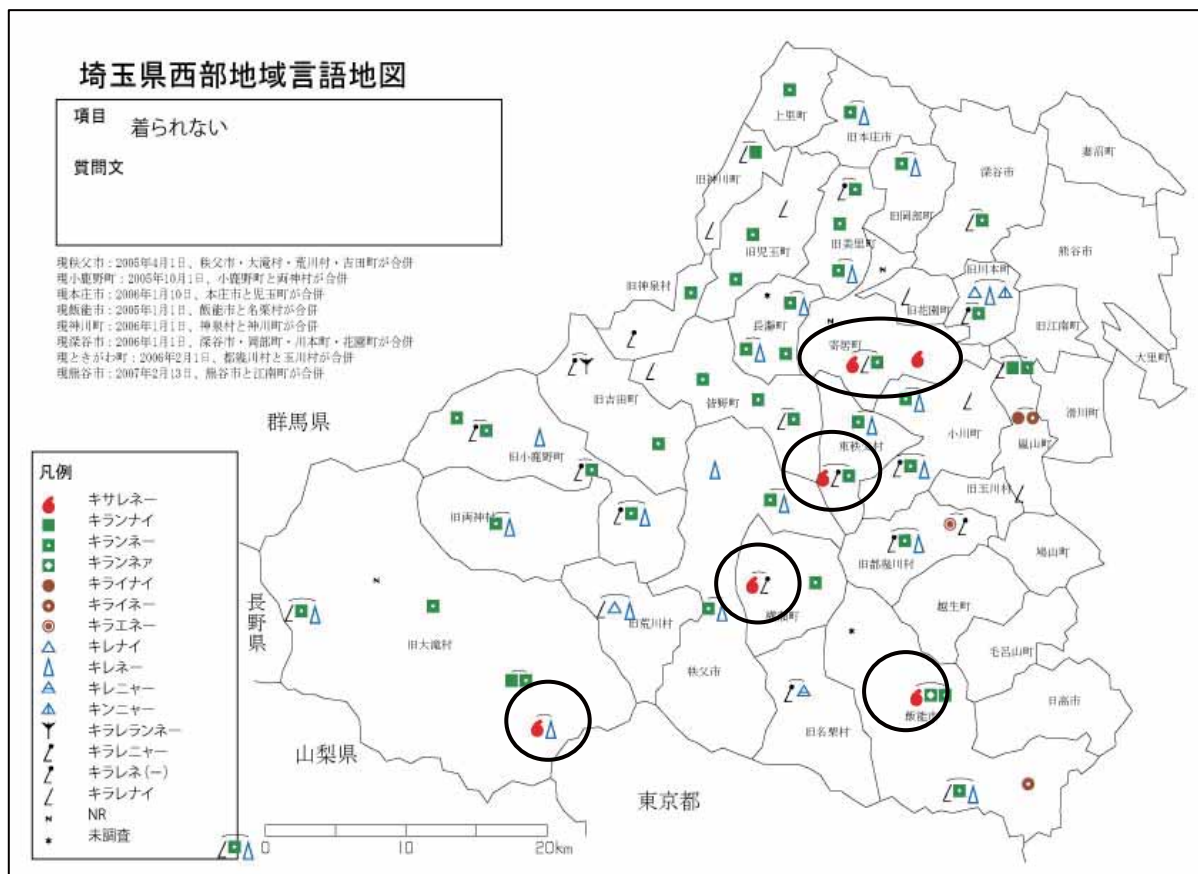 埼玉県西部地域言語地図
項目 着られない
質問文
現秩父市：2005年4月1日、秩父市・大滝村・荒川村・吉田町が合併
現小鹿野町：2005年10月1日、小鹿野町と両神村が合併
現本庄市：2006年1月10日、本庄市と児玉町が合併
現飯能市：2005年1月1日、飯能市と名栗村が合併
現神川町：2006年1月1日、神泉村と神川町が合併
現深谷市：2006年1月1日、深谷市・岡部町・川本町・花園町が合併
現ときがわ町：2006年2月1日、都幾川村と玉川村が合併
現熊谷市：2007年2月13日、熊谷市と江南町が合併
上里町
旧本庄市
妻沼町
旧神川町
旧岡部町
深谷市
旧児玉町
旧美里町
熊谷市
旧神泉村
旧川本町
旧花園町
長瀞町
旧江南町
寄居町
大里町
旧吉田町
皆野町
群馬県
旧小鹿野町
東秩父村
小川町
嵐山町
滑川町
旧玉川村
旧両神村
旧都幾川村
鳩山町
長野県
旧大滝村
旧荒川村
横瀬町
越生町
毛呂山町
秩父市
飯能市
日高市
旧名栗村
山梨県
東京都
凡例
キサレネー
キランナイ
キランネー
キランネァ
キライナイ
キライネー
キラエネー
キレナイ
キレネー
キレニャー
キンニャー
キラレランネー
キラレニャー
キラレネ(ー)
キラレナイ
NR
未調査
0 10 20km